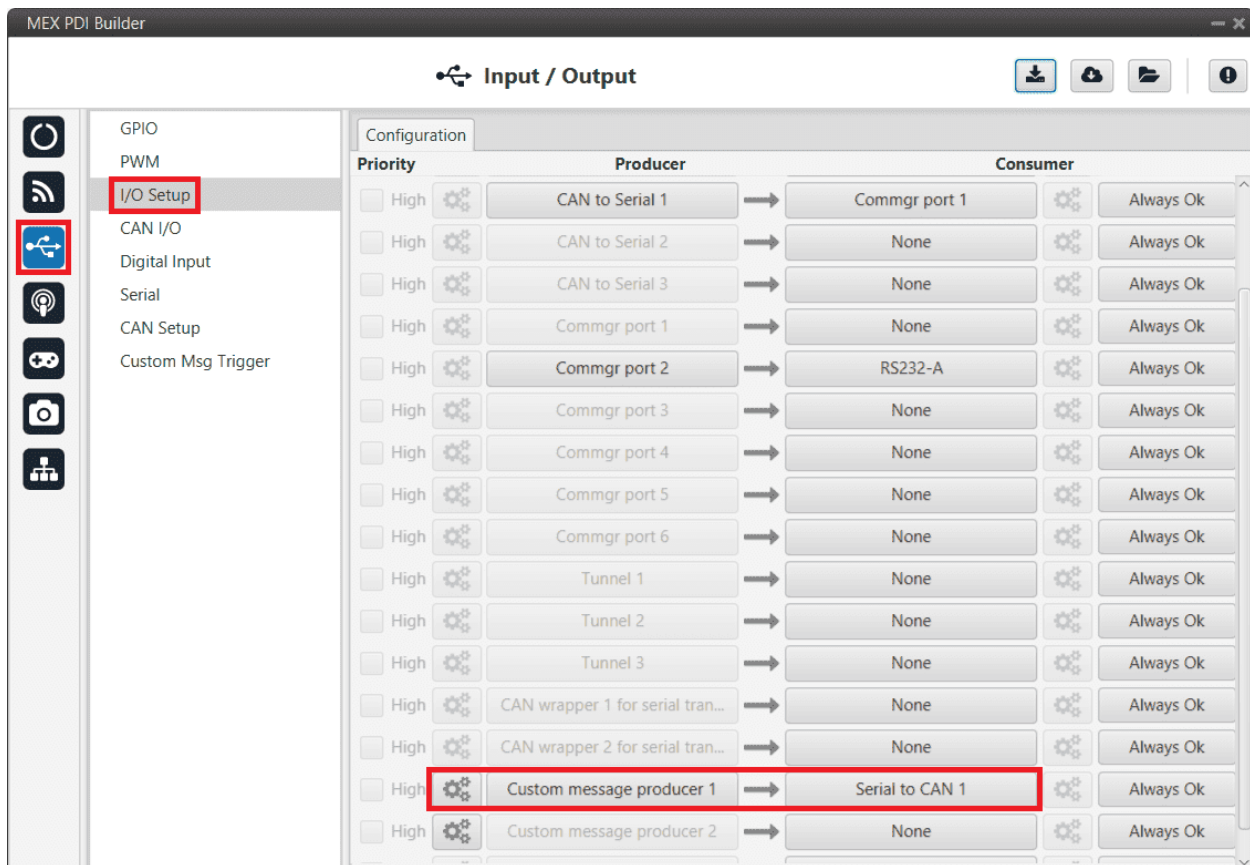 MEX PDI Builder
Input / Output
GPIO
PWM
I/O Setup
CAN I/O
Digital Input
Serial
CAN Setup
Custom Msg Trigger
Configuration
Priority Producer Consumer
High CAN to Serial 1 Commgr port 1 Always Ok
High CAN to Serial 2 None Always Ok
High CAN to Serial 3 None Always Ok
High Commgr port 1 None Always Ok
High Commgr port 2 RS232-A Always Ok
High Commgr port 3 None Always Ok
High Commgr port 4 None Always Ok
High Commgr port 5 None Always Ok
High Commgr port 6 None Always Ok
High Tunnel 1 None Always Ok
High Tunnel 2 None Always Ok
High Tunnel 3 None Always Ok
High CAN wrapper 1 for serial tran... None Always Ok
High CAN wrapper 2 for serial tran... None Always Ok
High Custom message producer 1 Serial to CAN 1 Always Ok
High Custom message producer 2 None Always Ok